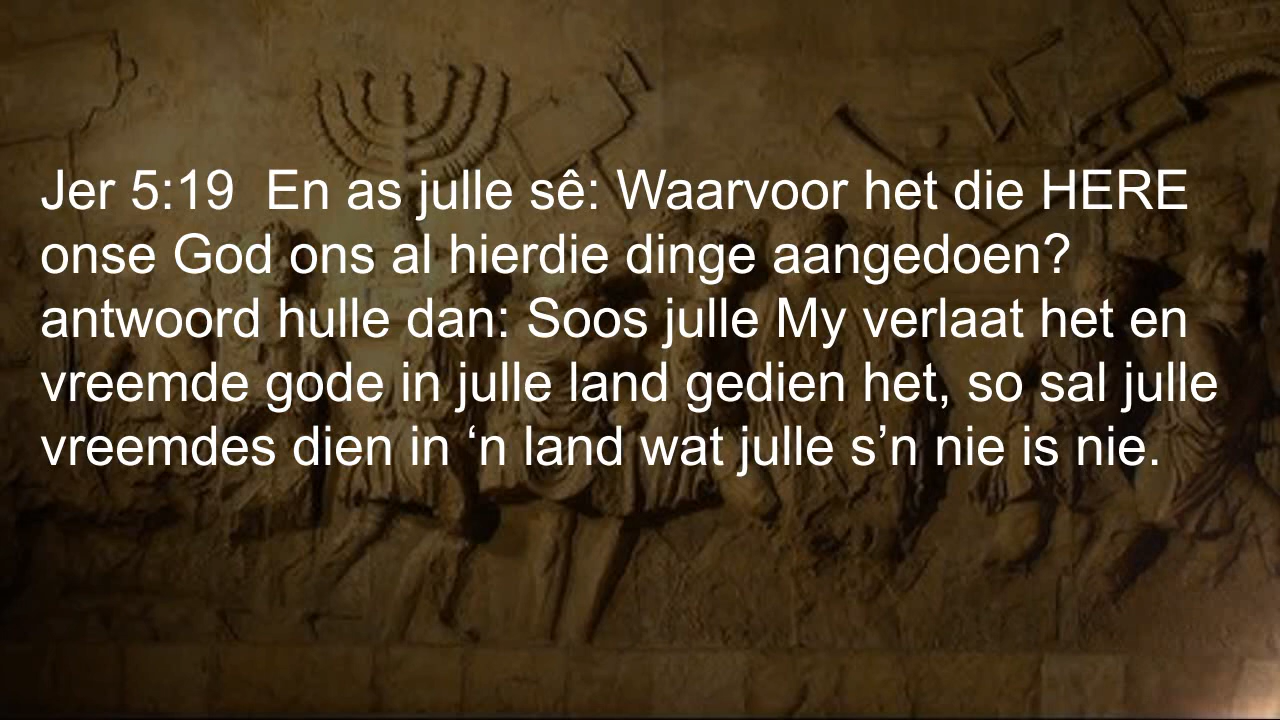 Jer 5:19  En as julle sê: Waarvoor het die HERE
onse God ons al hierdie dinge aangedoen?
antwoord hulle dan: Soos julle My verlaat het en
vreemde gode in julle land gedien het, so sal julle
vreemdes dien in ‘n land wat julle s’n nie is nie.